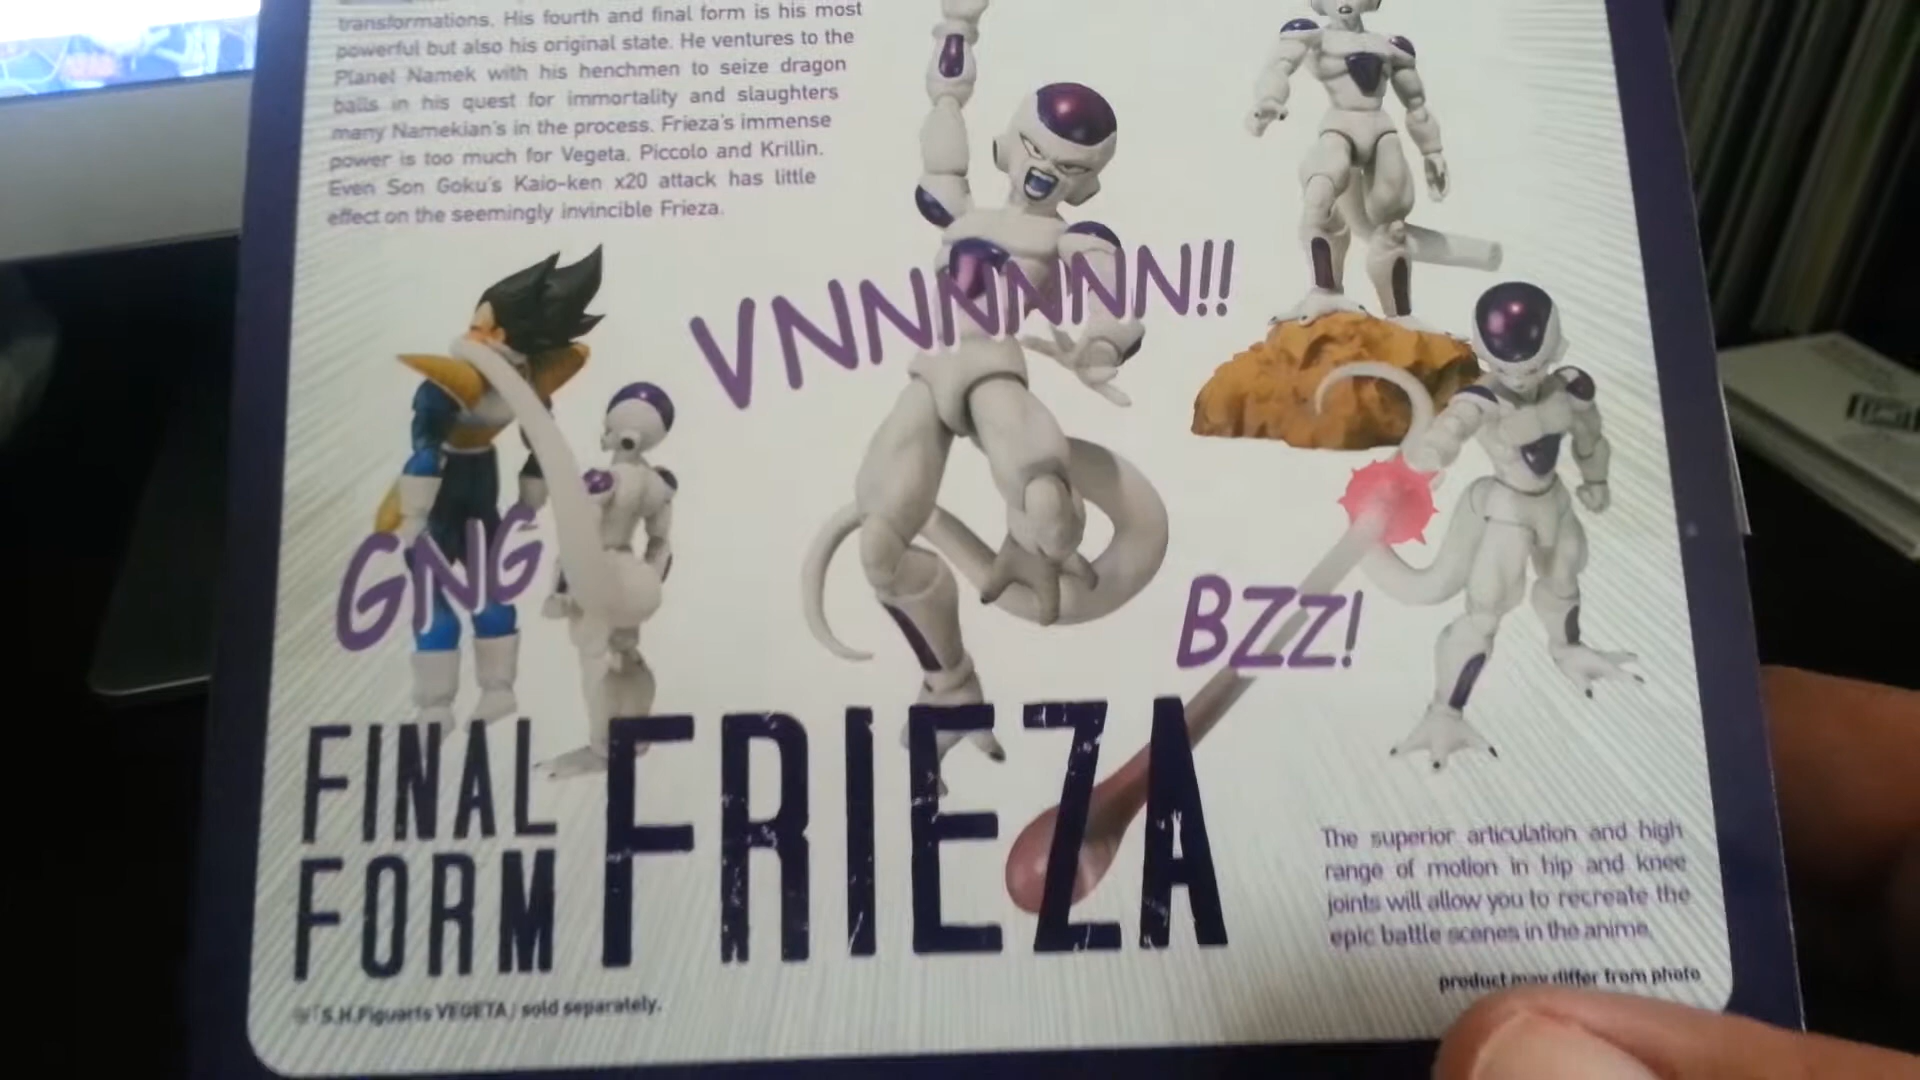 transformations. His fourth and final form is his most
powerful but also his original state. He ventures to the
Planet Namek with his henchmen to seize dragon
balls in his quest for immortality and slaughters
many Namekian's in the process. Frieza's immense
power is too much for Vegeta, Piccolo and Krillin.
Even Son Goku's Kaio-ken x20 attack has little
effect on the seemingly invincible Frieza.
VNNNNNNN!!
GNG
BZZ!
FINAL
FORM
FRIEZA
The superior articulation and high
range of motion in hip and knee
joints will allow you to recreate the
epic battle scenes in the anime.
product may differ from photo
S.H.Figuarts VEGETA / sold separately.